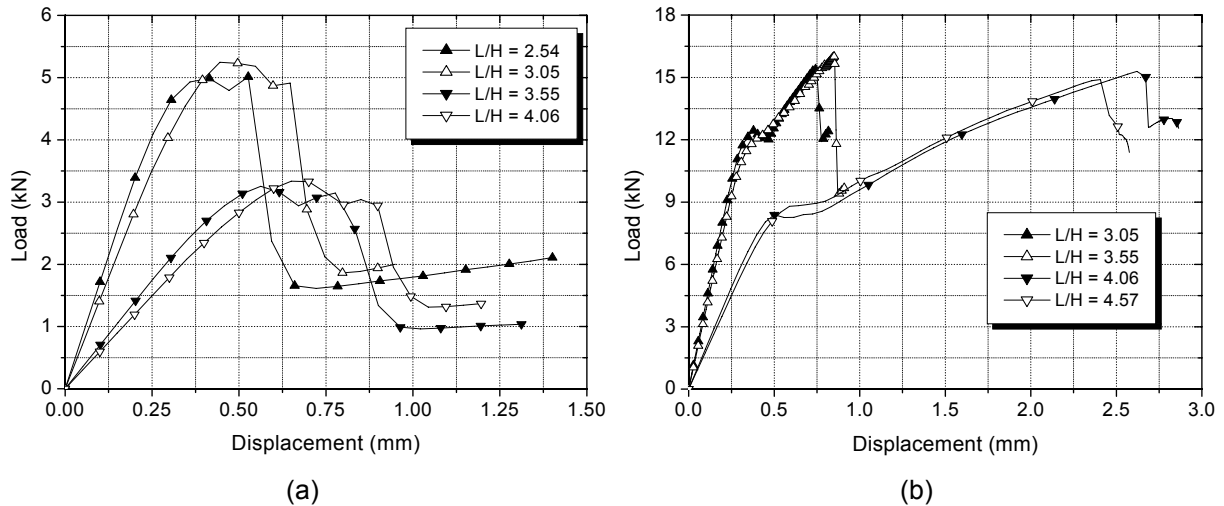 6
5
4
3
2
1
0
Load (kN)
0.00 0.25 0.50 0.75 1.00 1.25 1.50
Displacement (mm)
L/H = 2.54
L/H = 3.05
L/H = 3.55
L/H = 4.06
(a)
18
15
12
9
6
3
0
Load (kN)
0.0 0.5 1.0 1.5 2.0 2.5 3.0
Displacement (mm)
L/H = 3.05
L/H = 3.55
L/H = 4.06
L/H = 4.57
(b)